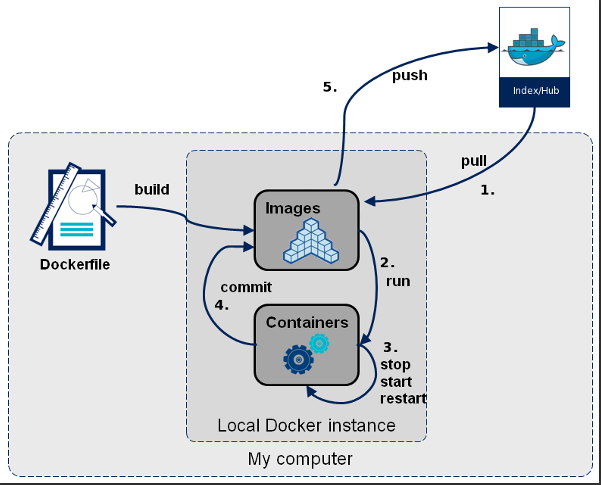 Index/Hub
5.
push
pull
1.
build
Dockerfile
Images
2.
run
commit
4.
Containers
3.
stop
start
restart
Local Docker instance
My computer